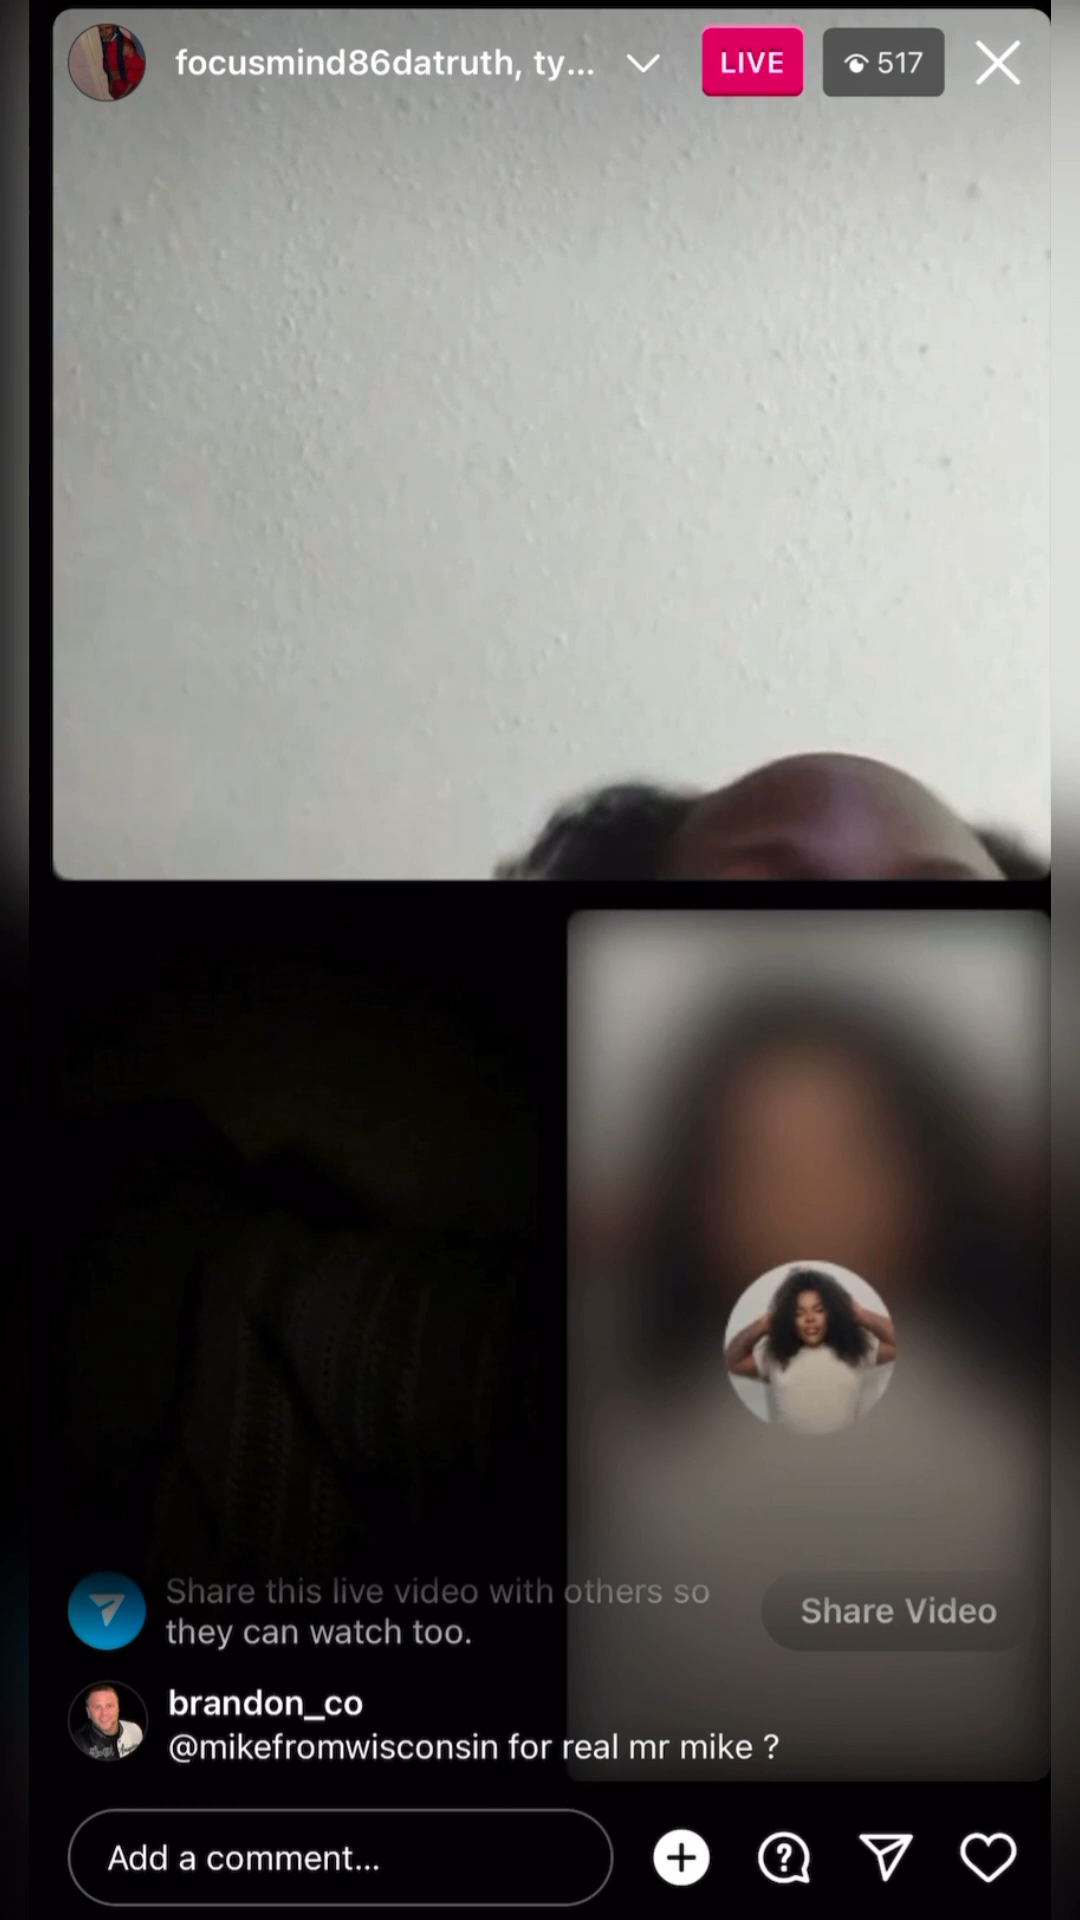 focusmind86datruth, ty...
LIVE
517
Share this live video with others so
they can watch too.
Share Video
brandon_co
@mikefromwisconsin for real mr mike ?
Add a comment...